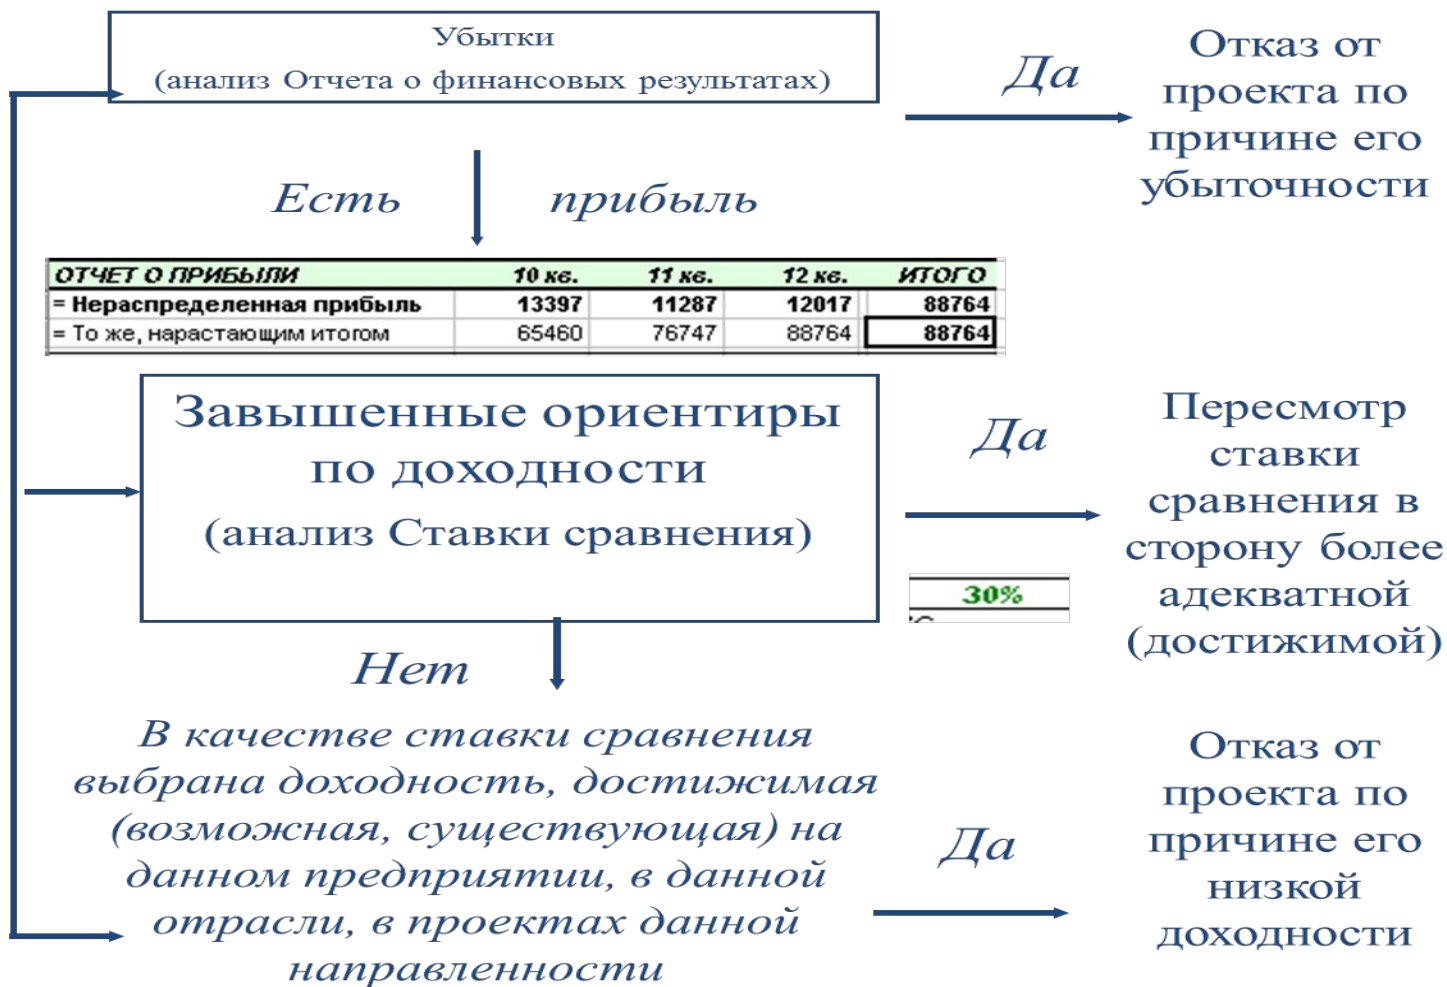 Убытки
(анализ Отчета о финансовых результатах)
Да
Отказ от
проекта по
причине его
убыточности
Есть прибыль
ОТЧЕТ О ПРИБЫЛИ 10 кв. 11 кв. 12 кв. ИТОГО
= Нераспределенная прибыль 13397 11287 12017 88764
= То же, нарастающим итогом 65460 76747 88764 88764
Завышенные ориентиры
по доходности
(анализ Ставки сравнения)
Да
30%
Пересмотр
ставки
сравнения в
сторону более
адекватной
(достижимой)
Нет
В качестве ставки сравнения
выбрана доходность, достижимая
(возможная, существующая) на
данном предприятии, в данной
отрасли, в проектах данной
направленности
Да
Отказ от
проекта по
причине его
низкой
доходности